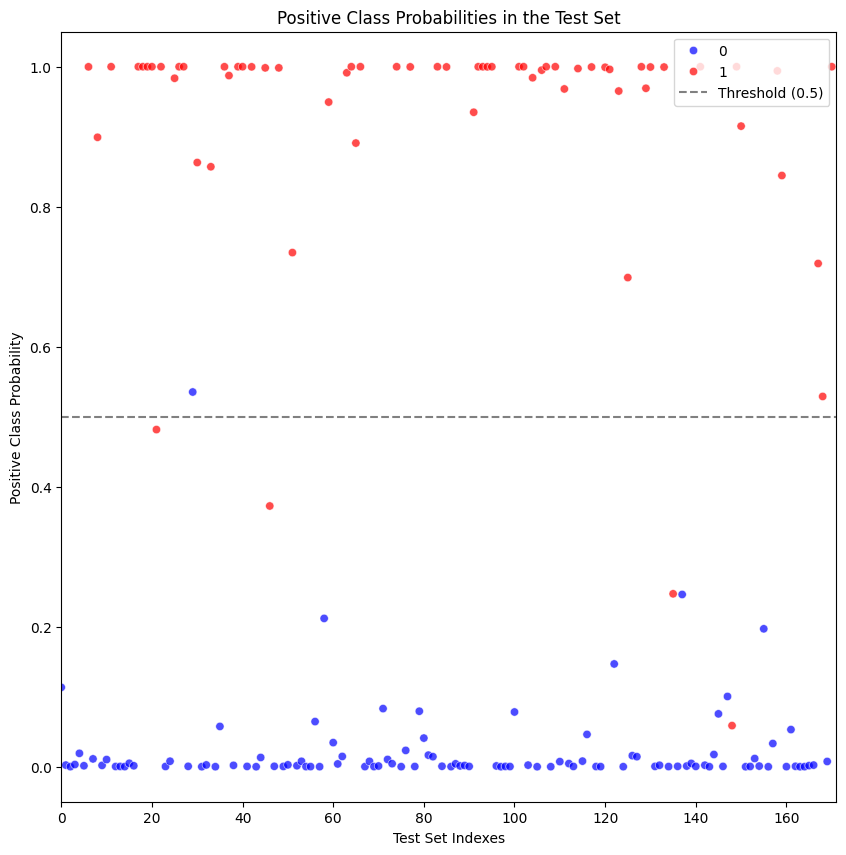 Positive Class Probabilities in the Test Set
0
1
Threshold (0.5)
Positive Class Probability
1.0
0.8
0.6
0.4
0.2
0.0
0 20 40 60 80 100 120 140 160
Test Set Indexes